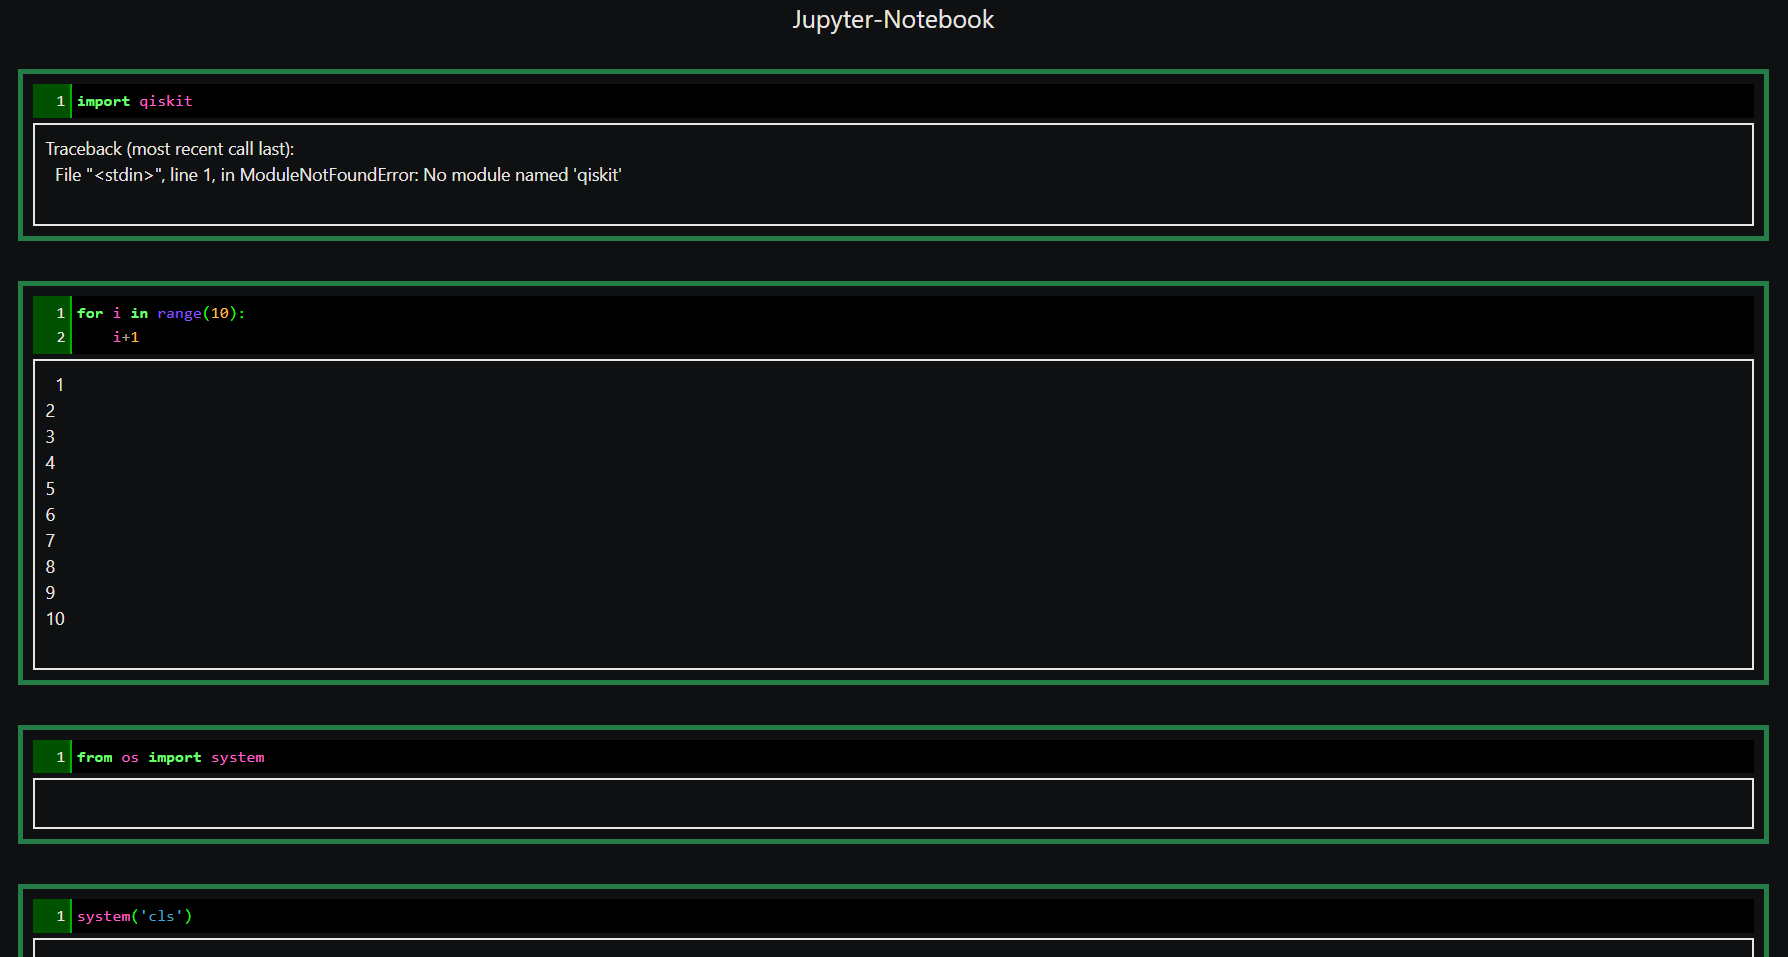 Jupyter-Notebook
1 import qiskit
Traceback (most recent call last):
  File "<stdin>", line 1, in ModuleNotFoundError: No module named 'qiskit'
1 for i in range(10):
2     i+1
1
2
3
4
5
6
7
8
9
10
1 from os import system
1 system('cls')